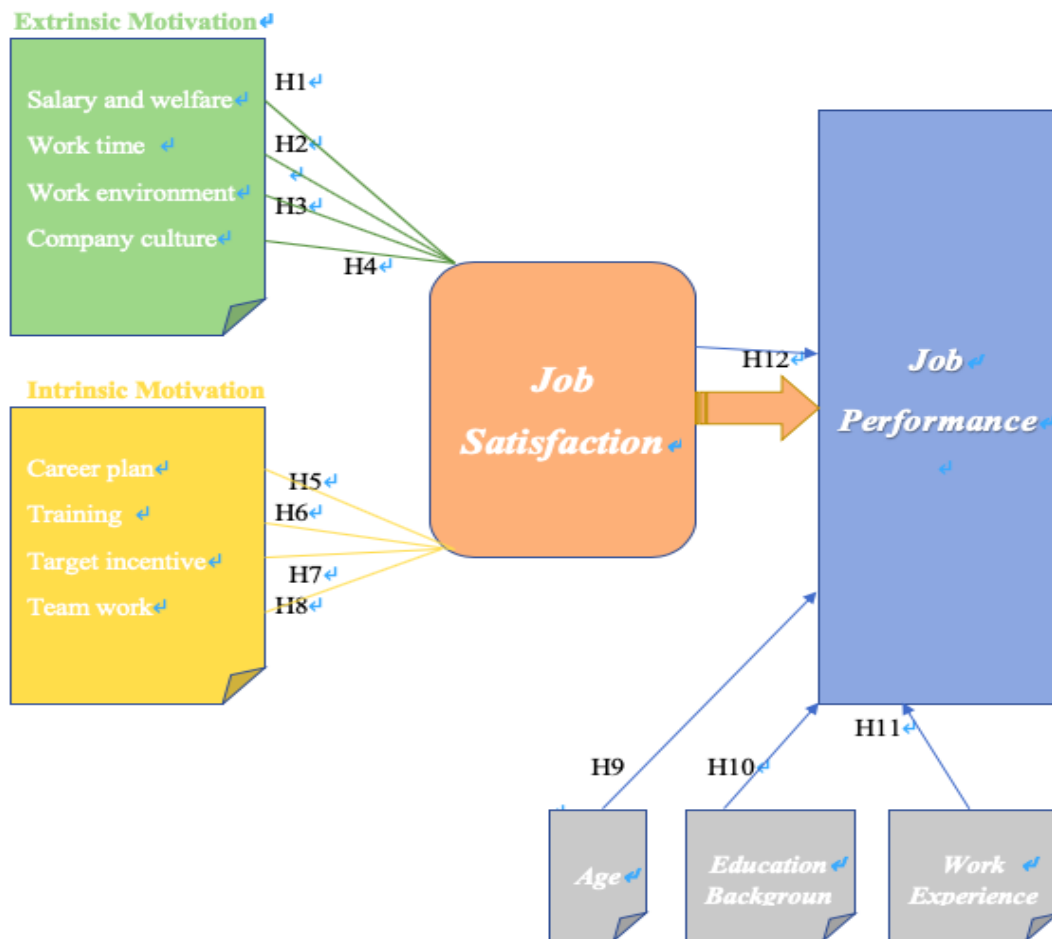 Extrinsic Motivation
Salary and welfare
Work time
Work environment
Company culture
H1
H2
H3
H4
Intrinsic Motivation
Career plan
Training
Target incentive
Team work
H5
H6
H7
H8
Job
Satisfaction
H12
Job
Performance
H9
H10
H11
Age
Education
Backgroun
Work
Experience